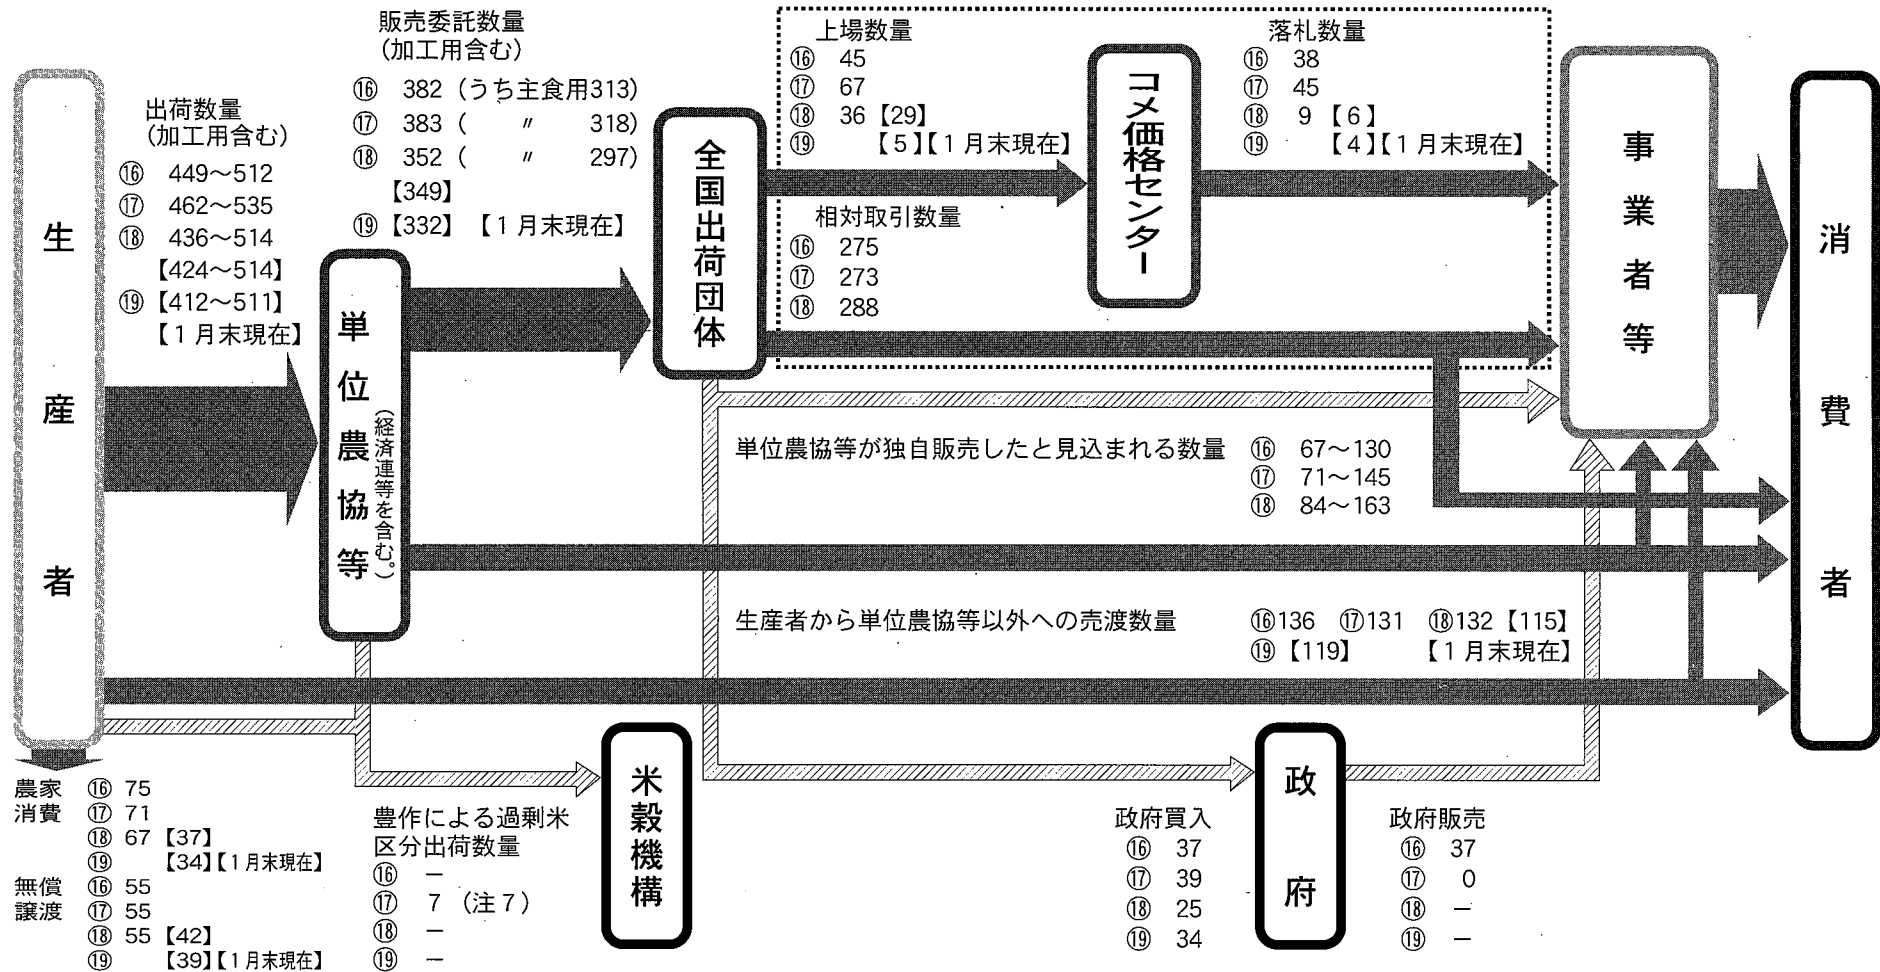 生産者
出荷数量
(加工用含む)
⑯ 449～512
⑰ 462～535
⑱ 436～514
【424～514】
⑲【412～511】
【1月末現在】
単位農協等
(経済連等を含む。)
販売委託数量
(加工用含む)
⑯ 382 (うち主食用313)
⑰ 383 ( 〃 318)
⑱ 352 ( 〃 297)
【349】
⑲【332】【1月末現在】
全国出荷団体
上場数量
⑯ 45
⑰ 67
⑱ 36【29】
⑲ 【5】【1月末現在】
コメ価格センター
落札数量
⑯ 38
⑰ 45
⑱ 9【6】
⑲ 【4】【1月末現在】
相対取引数量
⑯ 275
⑰ 273
⑱ 288
事業者等
消費者
単位農協等が独自販売したと見込まれる数量 ⑯ 67～130
⑰ 71～145
⑱ 84～163
生産者から単位農協等以外への売渡数量 ⑯136 ⑰131 ⑱132【115】
⑲【119】 【1月末現在】
農家 ⑯ 75
消費 ⑰ 71
⑱ 67【37】
⑲ 【34】【1月末現在】
無償 ⑯ 55
譲渡 ⑰ 55
⑱ 55【42】
⑲ 【39】【1月末現在】
豊作による過剰米
区分出荷数量
⑯ －
⑰ 7 (注7)
⑱ －
⑲ －
米穀機構
政府買入
⑯ 37
⑰ 39
⑱ 25
⑲ 34
政府
政府販売
⑯ 37
⑰ 0
⑱ －
⑲ －